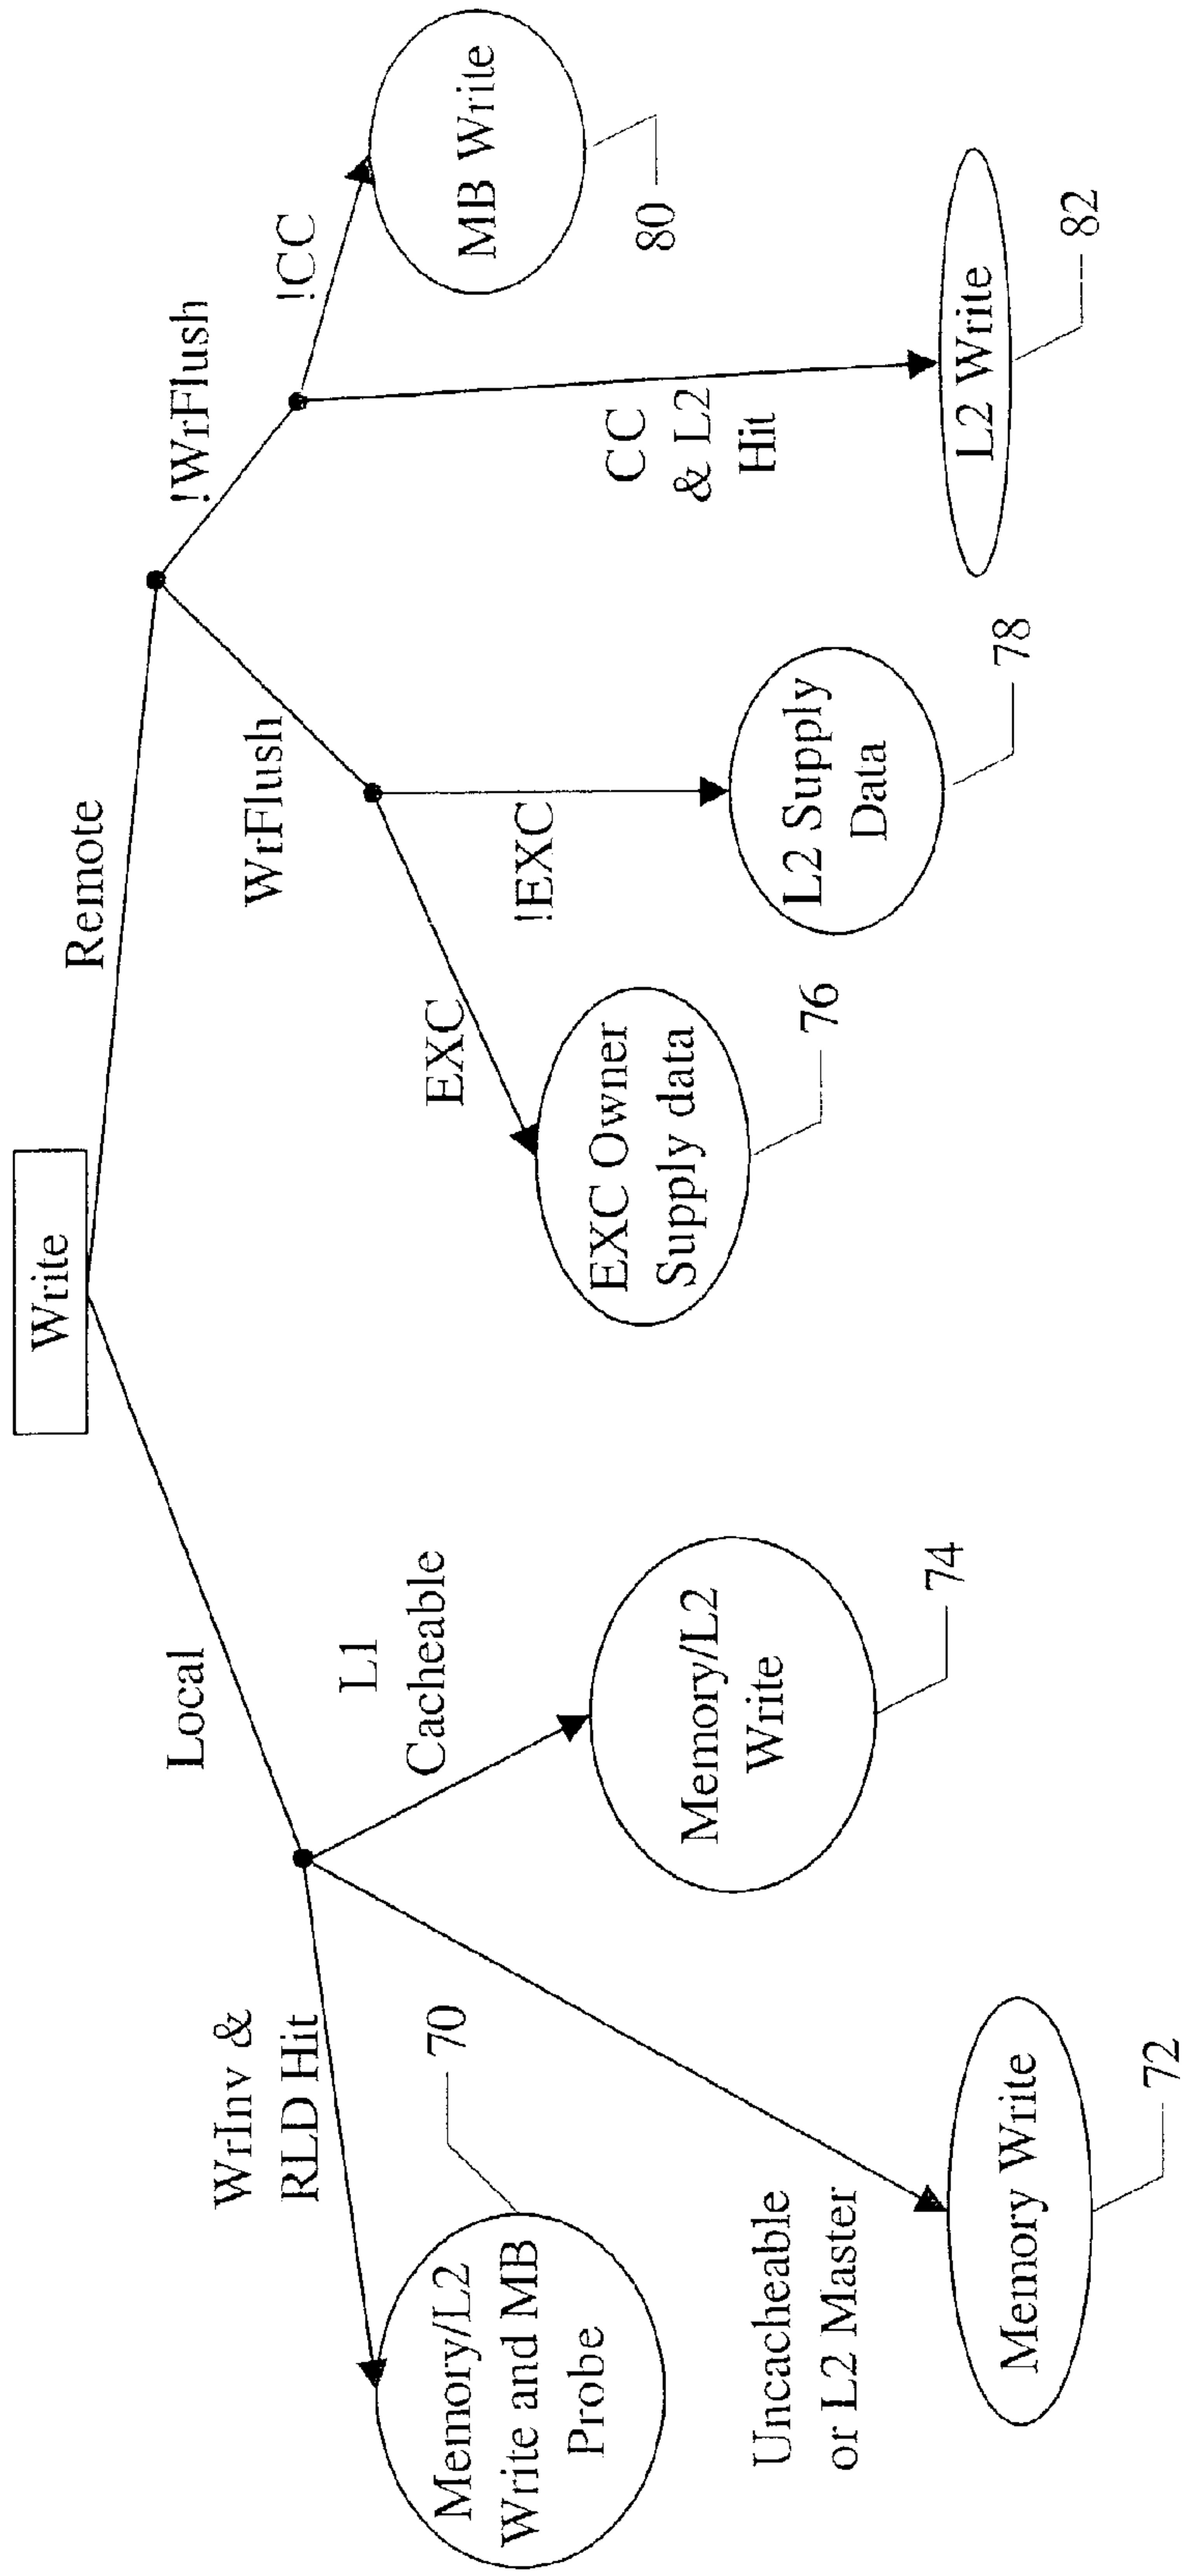 Write
Local
Remote
WrInv &
RLD Hit
L1
Cacheable
Uncacheable
or L2 Master
WrFlush
!WrFlush
EXC
!EXC
!CC
CC
& L2
Hit
Memory/L2
Write and MB
Probe
70
Memory Write
72
Memory/L2
Write
74
EXC Owner
Supply data
76
L2 Supply
Data
78
MB Write
80
L2 Write
82